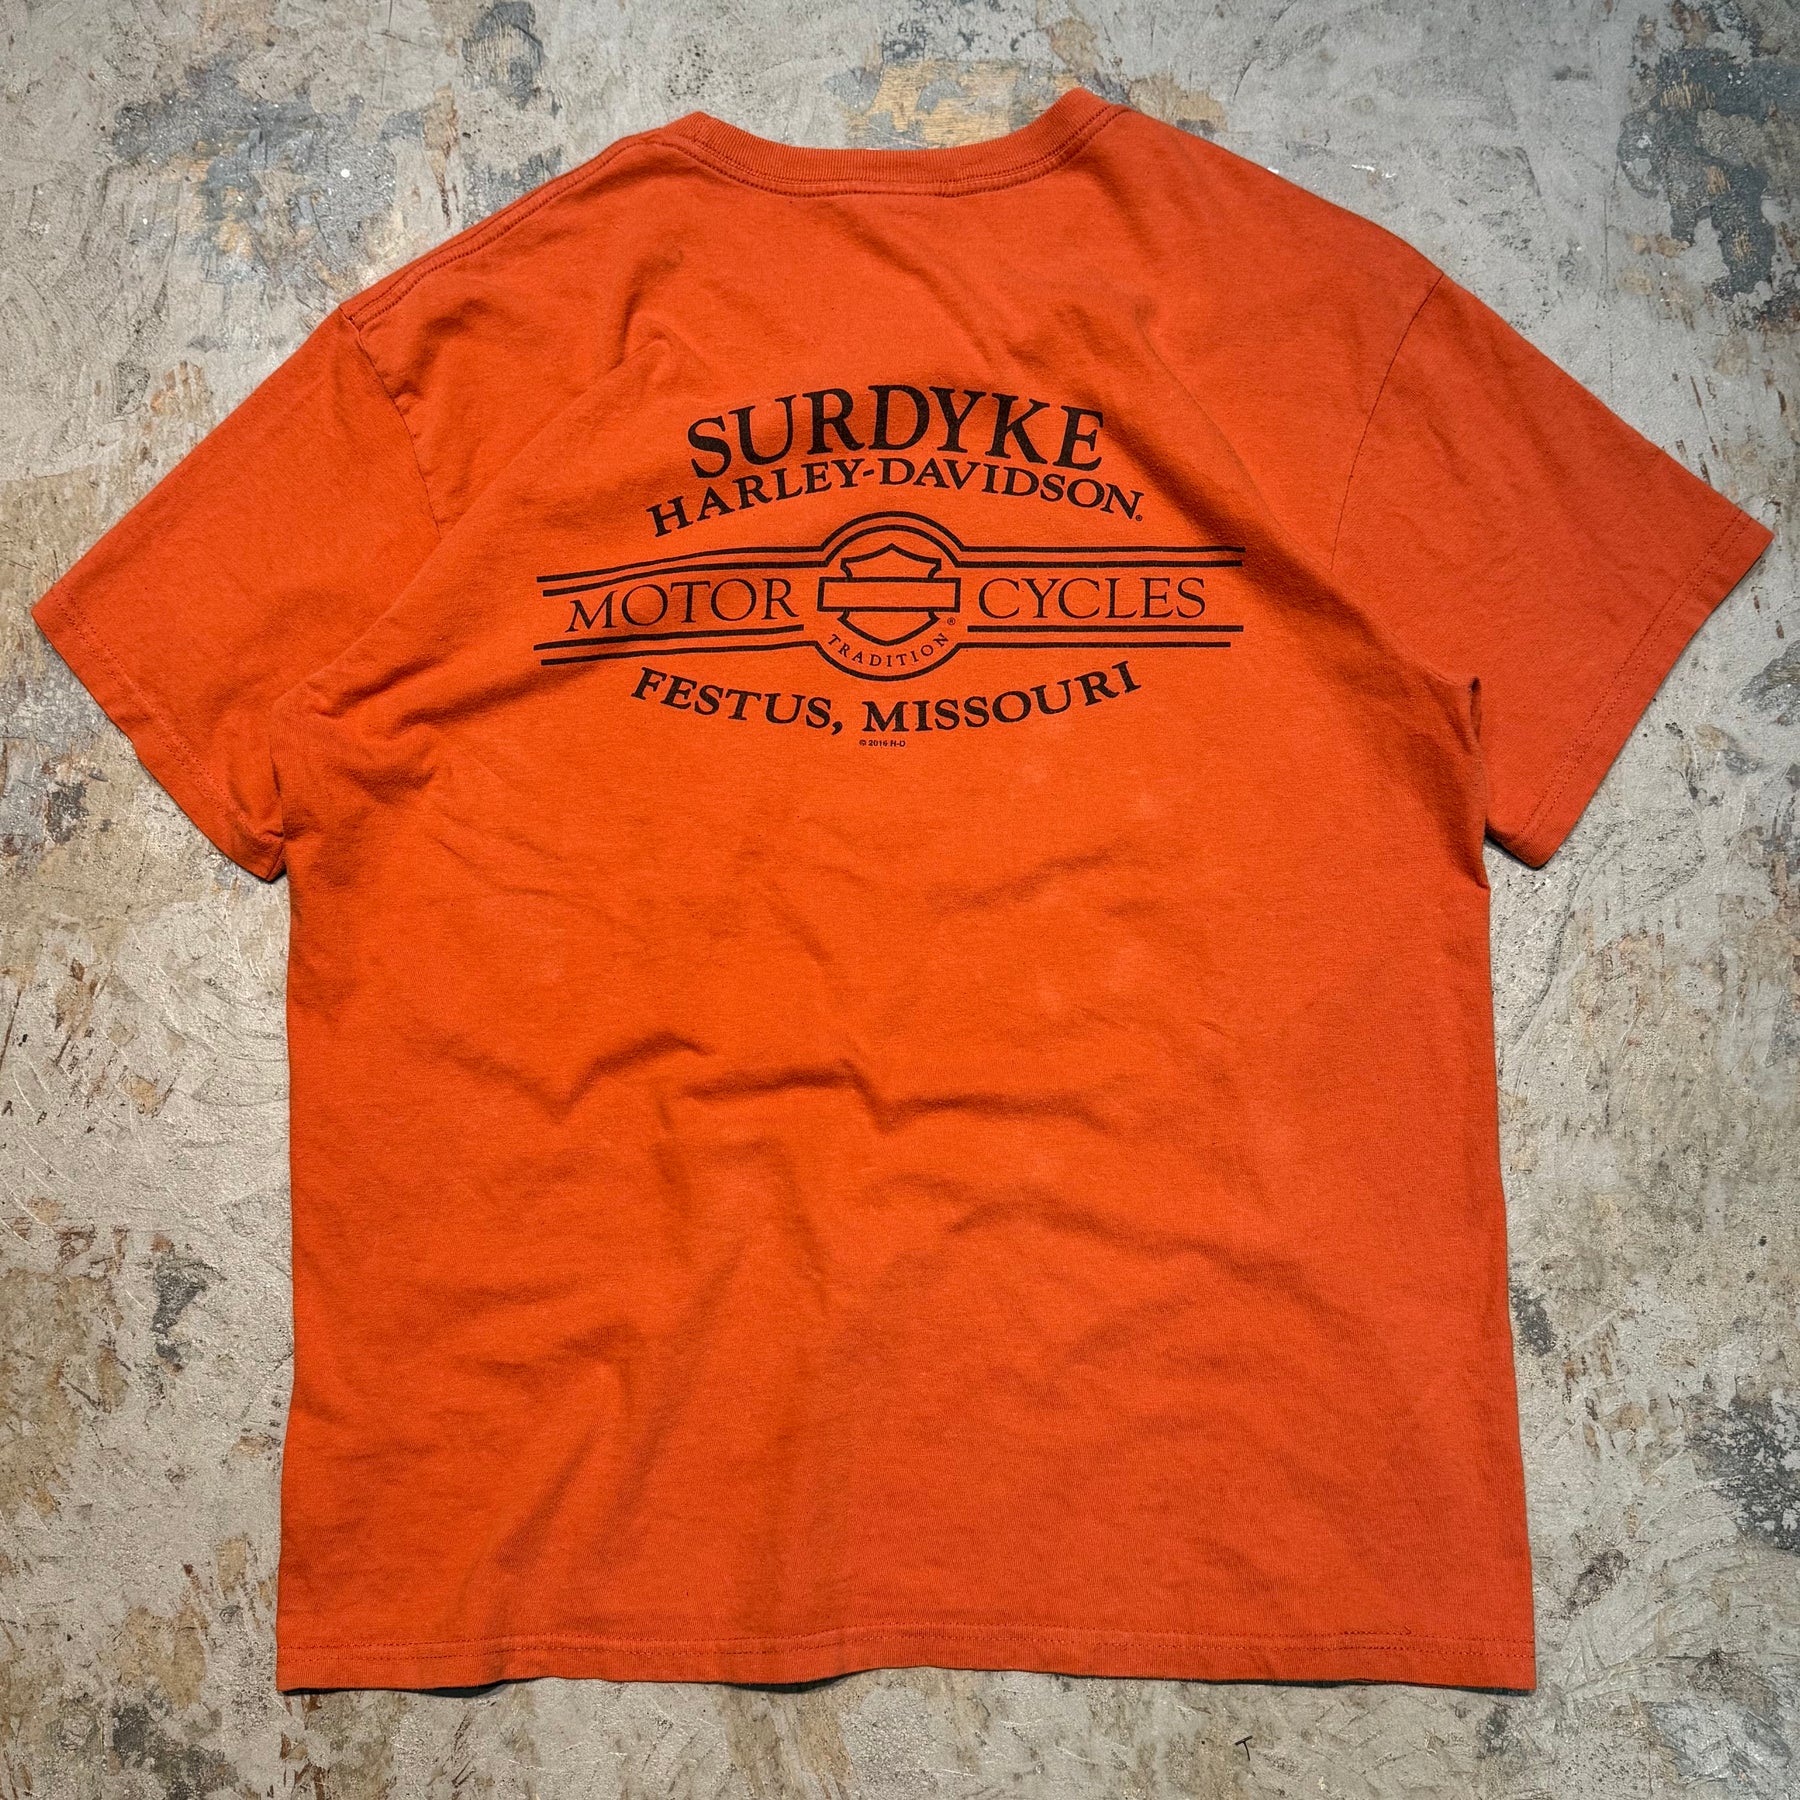 SURDYKE
HARLEY-DAVIDSON®
MOTOR CYCLES
®
TRADITION
FESTUS, MISSOURI
© 2016 H-D